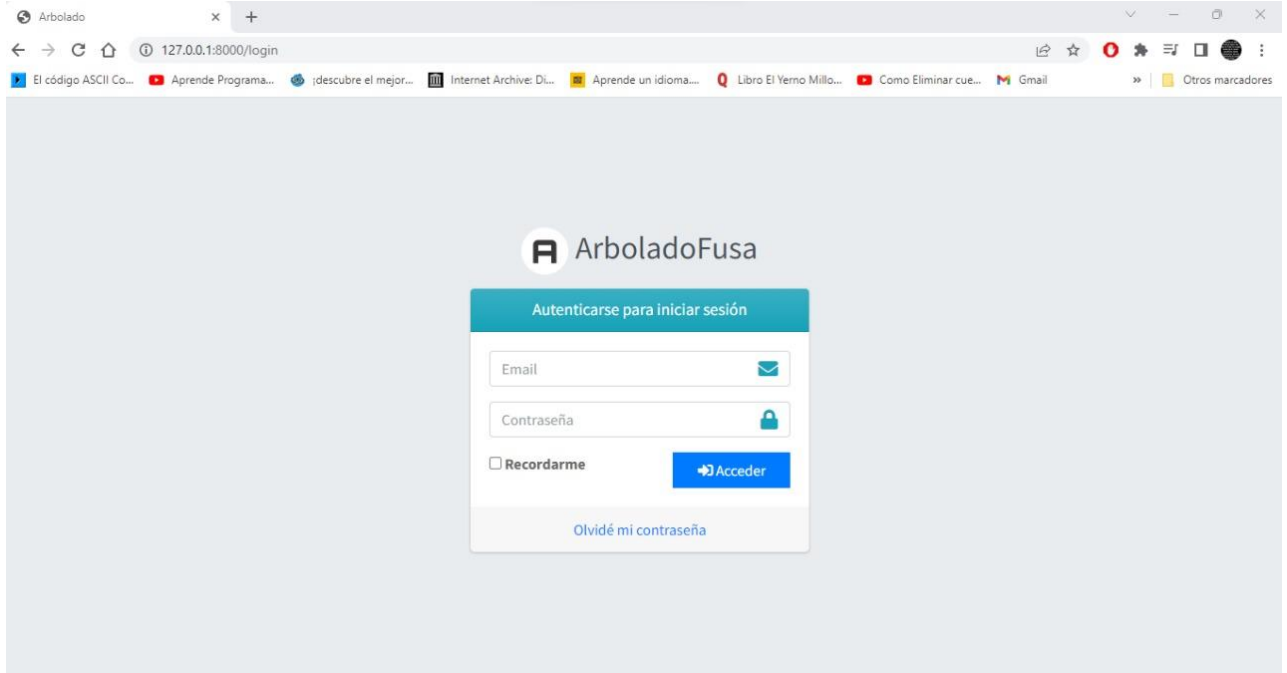 Arbolado
127.0.0.1:8000/login
El código ASCII Co... Aprende Programa... ¡descubre el mejor... Internet Archive: Di... Aprende un idioma.... Libro El Yerno Millo... Como Eliminar cue... Gmail » Otros marcadores
A ArboladoFusa
Autenticarse para iniciar sesión
Email
Contraseña
Recordarme Acceder
Olvidé mi contraseña